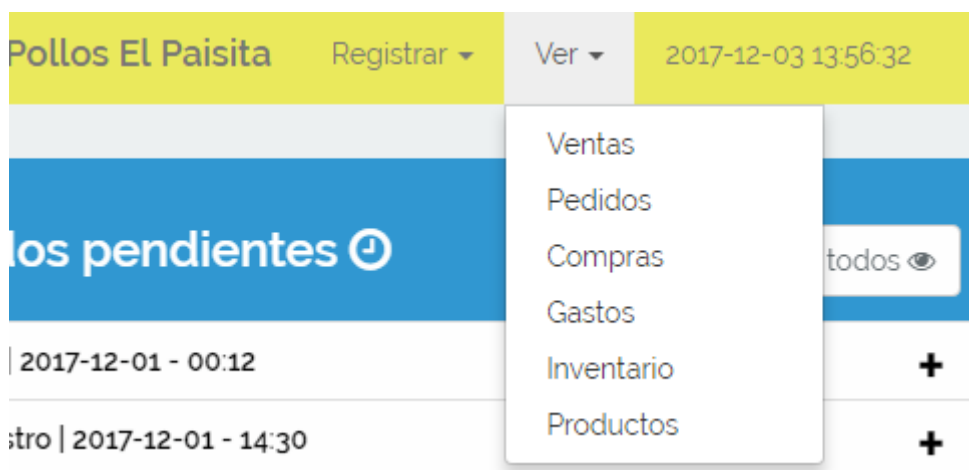 Pollos El Paisita Registrar Ver 2017-12-03 13:56:32
Ventas
Pedidos
los pendientes
Compras
todos
Gastos
| 2017-12-01 - 00:12
Inventario
Productos
stro | 2017-12-01 - 14:30